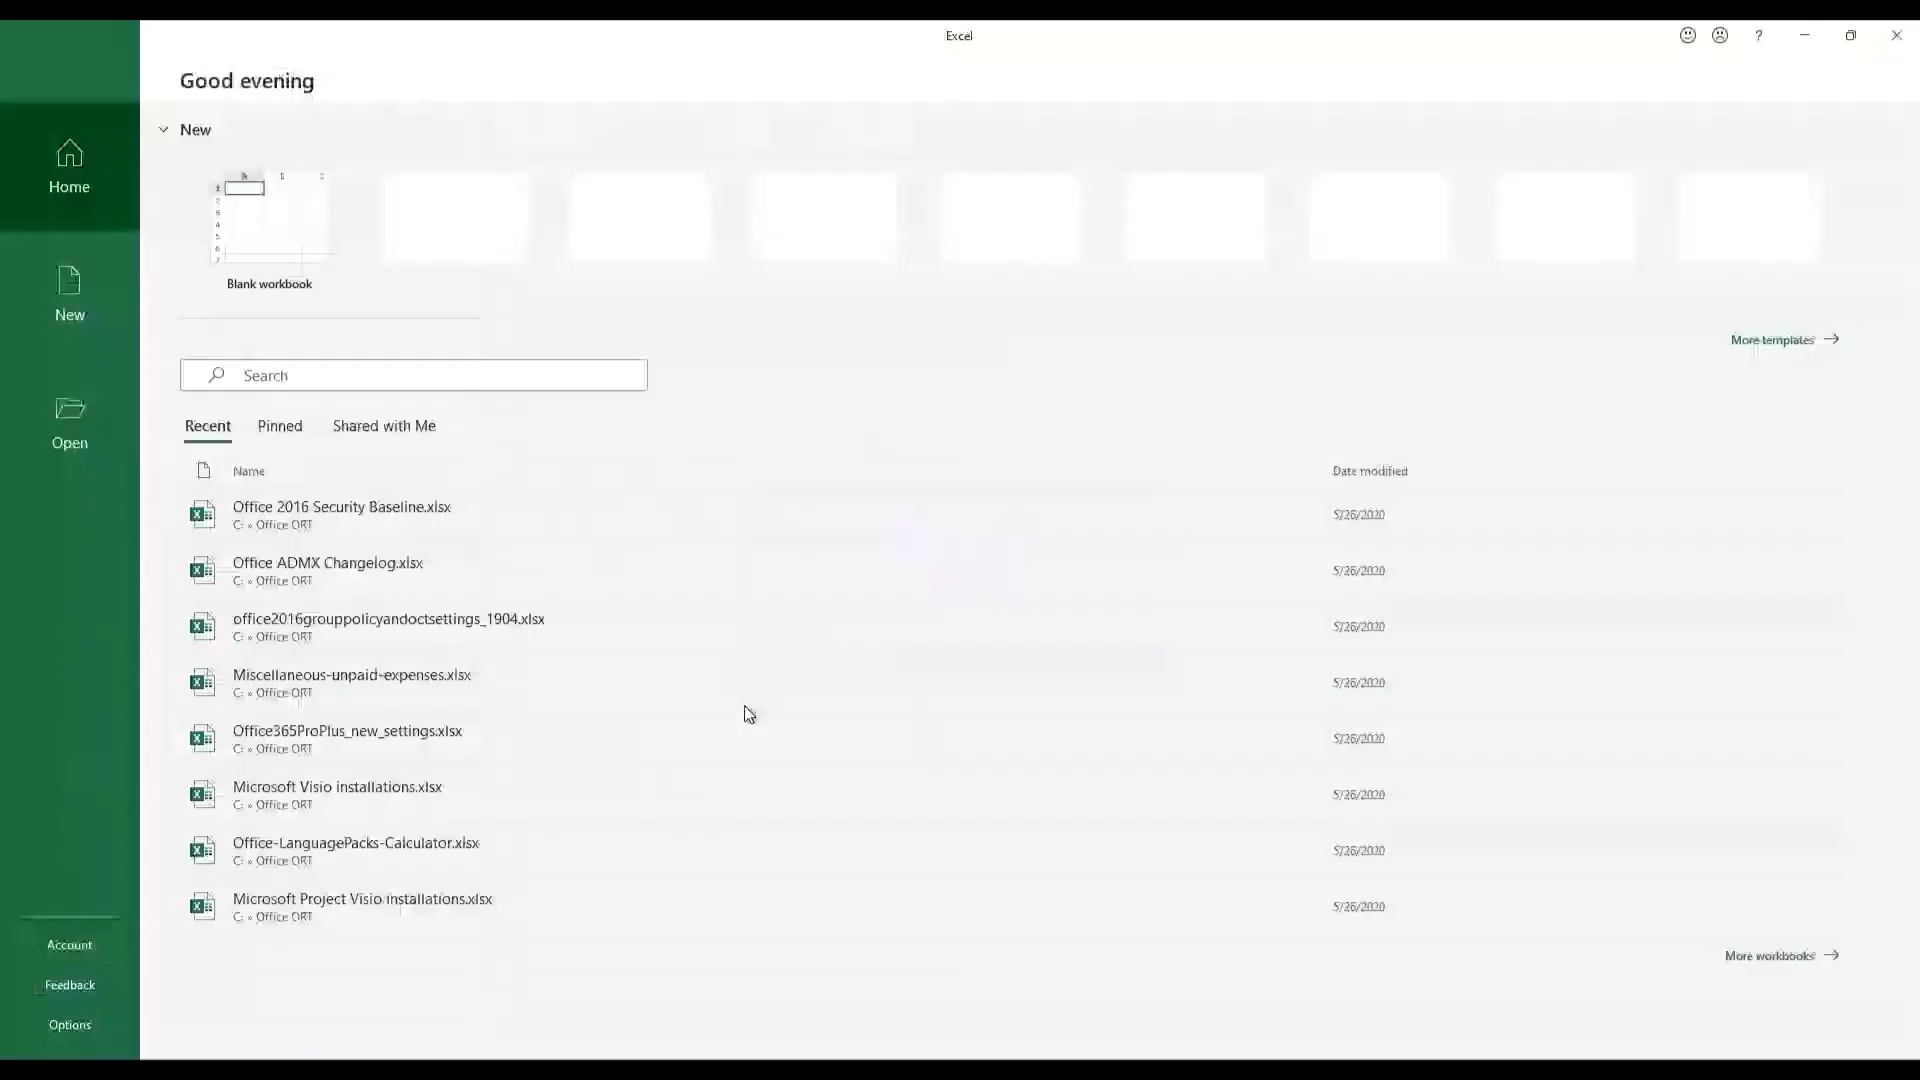 Excel
?
Good evening
Home
New
Blank workbook
New
More templates
Search
Open
Recent Pinned Shared with Me
Name Date modified
Office 2016 Security Baseline.xlsx
C: » Office ORT
5/26/2020
Office ADMX Changelog.xlsx
C: » Office ORT
5/26/2020
office2016grouppolicyandoctsettings_1904.xlsx
C: » Office ORT
5/26/2020
Miscellaneous-unpaid-expenses.xlsx
C: » Office ORT
5/26/2020
Office365ProPlus_new_settings.xlsx
C: » Office ORT
5/26/2020
Microsoft Visio installations.xlsx
C: » Office ORT
5/26/2020
Office-LanguagePacks-Calculator.xlsx
C: » Office ORT
5/26/2020
Microsoft Project Visio installations.xlsx
C: » Office ORT
5/26/2020
More workbooks
Account
Feedback
Options